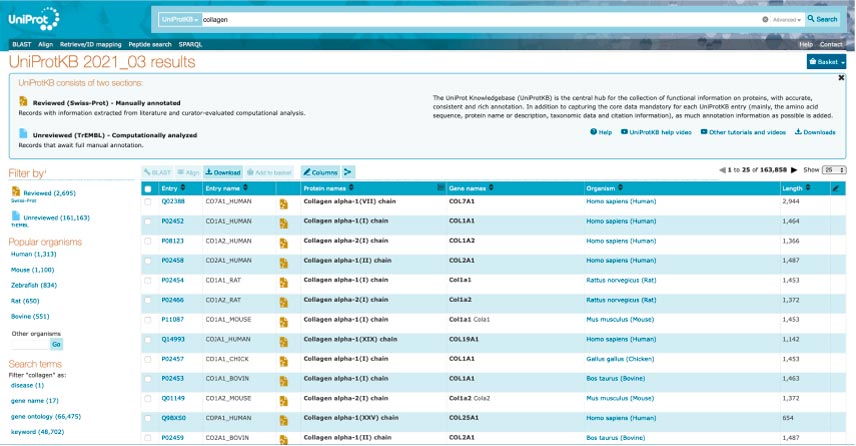 UniProt
UniProtKB collagen Advanced Search
BLAST Align Retrieve/ID mapping Peptide search SPARQL Help Contact
UniProtKB 2021_03 results Basket
UniProtKB consists of two sections:
Reviewed (Swiss-Prot) - Manually annotated
Records with information extracted from literature and curator-evaluated computational analysis.
Unreviewed (TrEMBL) - Computationally analyzed
Records that await full manual annotation.
The UniProt Knowledgebase (UniProtKB) is the central hub for the collection of functional information on proteins, with accurate,
consistent and rich annotation. In addition to capturing the core data mandatory for each UniProtKB entry (mainly, the amino acid
sequence, protein name or description, taxonomic data and citation information), as much annotation information as possible is added.
Help UniProtKB help video Other tutorials and videos Downloads
Filter by
Reviewed (2,695)
Swiss-Prot
Unreviewed (161,163)
TrEMBL
Popular organisms
Human (1,313)
Mouse (1,100)
Zebrafish (834)
Rat (650)
Bovine (551)
Other organisms
Go
Search terms
Filter "collagen" as:
disease (1)
gene name (17)
gene ontology (66,475)
keyword (48,702)
BLAST Align Download Add to basket Columns 1 to 25 of 163,858 Show 25
Entry Entry name Protein names Gene names Organism Length
Q02388 CO7A1_HUMAN Collagen alpha-1(VII) chain COL7A1 Homo sapiens (Human) 2,944
P02452 CO1A1_HUMAN Collagen alpha-1(I) chain COL1A1 Homo sapiens (Human) 1,464
P08123 CO1A2_HUMAN Collagen alpha-2(I) chain COL1A2 Homo sapiens (Human) 1,366
P02458 CO2A1_HUMAN Collagen alpha-1(II) chain COL2A1 Homo sapiens (Human) 1,487
P02454 CO1A1_RAT Collagen alpha-1(I) chain Col1a1 Rattus norvegicus (Rat) 1,453
P02466 CO1A2_RAT Collagen alpha-2(I) chain Col1a2 Rattus norvegicus (Rat) 1,372
P11087 CO1A1_MOUSE Collagen alpha-1(I) chain Col1a1 Cola1 Mus musculus (Mouse) 1,453
Q14993 COJA1_HUMAN Collagen alpha-1(XIX) chain COL19A1 Homo sapiens (Human) 1,142
P02457 CO1A1_CHICK Collagen alpha-1(I) chain COL1A1 Gallus gallus (Chicken) 1,453
P02453 CO1A1_BOVIN Collagen alpha-1(I) chain COL1A1 Bos taurus (Bovine) 1,463
Q01149 CO1A2_MOUSE Collagen alpha-2(I) chain Col1a2 Cola2 Mus musculus (Mouse) 1,372
Q9BXS0 COPA1_HUMAN Collagen alpha-1(XXV) chain COL25A1 Homo sapiens (Human) 654
P02459 CO2A1_BOVIN Collagen alpha-1(II) chain COL2A1 Bos taurus (Bovine) 1,487